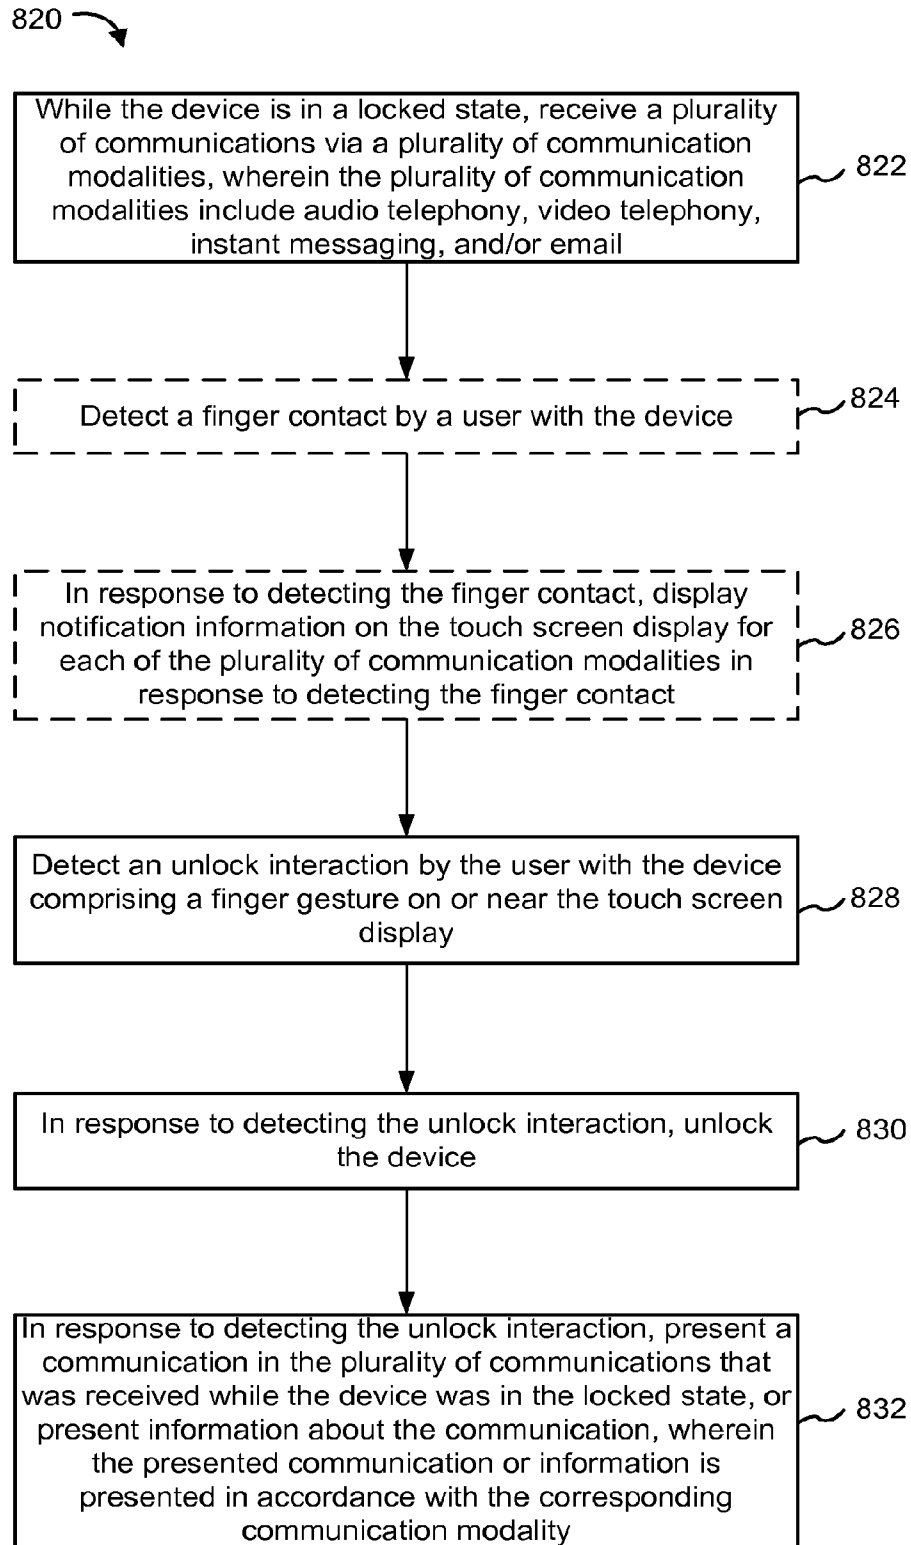 820
While the device is in a locked state, receive a plurality
of communications via a plurality of communication
modalities, wherein the plurality of communication
modalities include audio telephony, video telephony,
instant messaging, and/or email
822
Detect a finger contact by a user with the device
824
In response to detecting the finger contact, display
notification information on the touch screen display for
each of the plurality of communication modalities in
response to detecting the finger contact
826
Detect an unlock interaction by the user with the device
comprising a finger gesture on or near the touch screen
display
828
In response to detecting the unlock interaction, unlock
the device
830
In response to detecting the unlock interaction, present a
communication in the plurality of communications that
was received while the device was in the locked state, or
present information about the communication, wherein
the presented communication or information is
presented in accordance with the corresponding
communication modality
832